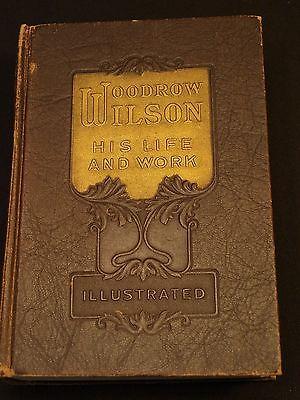 WOODROW
WILSON
HIS LIFE
AND WORK
ILLUSTRATED